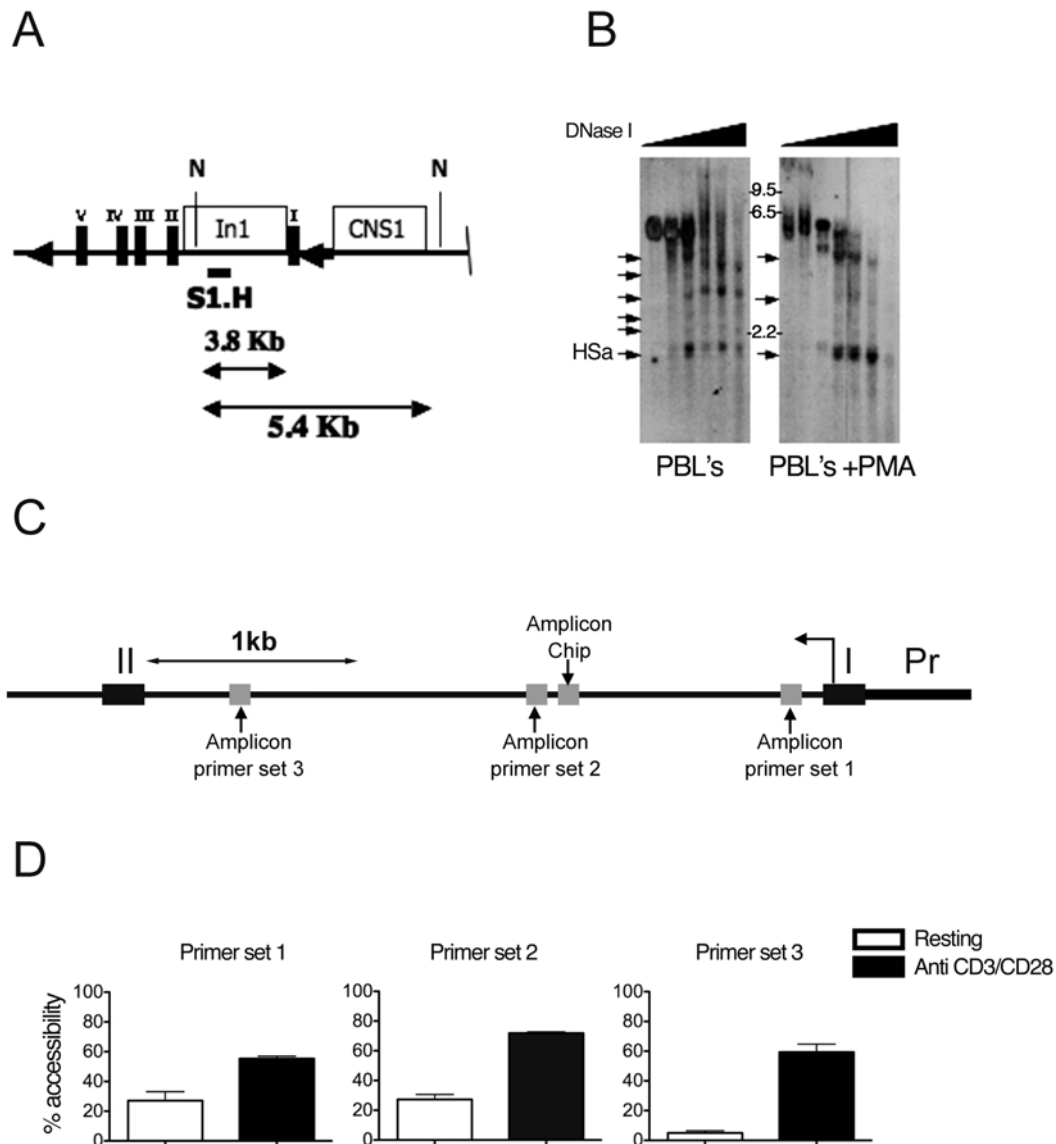 A
N
N
V IV III II
In1
I
CNS1
S1.H
3.8 Kb
5.4 Kb
B
DNase I
9.5
6.5
2.2
HSa
PBL's
PBL's +PMA
C
II
1kb
Amplicon
Chip
I
Pr
Amplicon
primer set 3
Amplicon
primer set 2
Amplicon
primer set 1
D
Resting
Anti CD3/CD28
Primer set 1
Primer set 2
Primer set 3
% accessibility
100
80
60
40
20
0
100
80
60
40
20
0
100
80
60
40
20
0